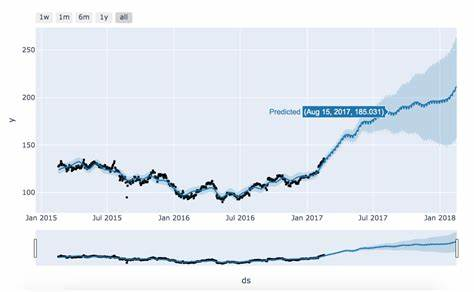 1w 1m 6m 1y all
250
200
150
100
y
Predicted (Aug 15, 2017, 185.031)
Jan 2015 Jul 2015 Jan 2016 Jul 2016 Jan 2017 Jul 2017 Jan 2018
ds